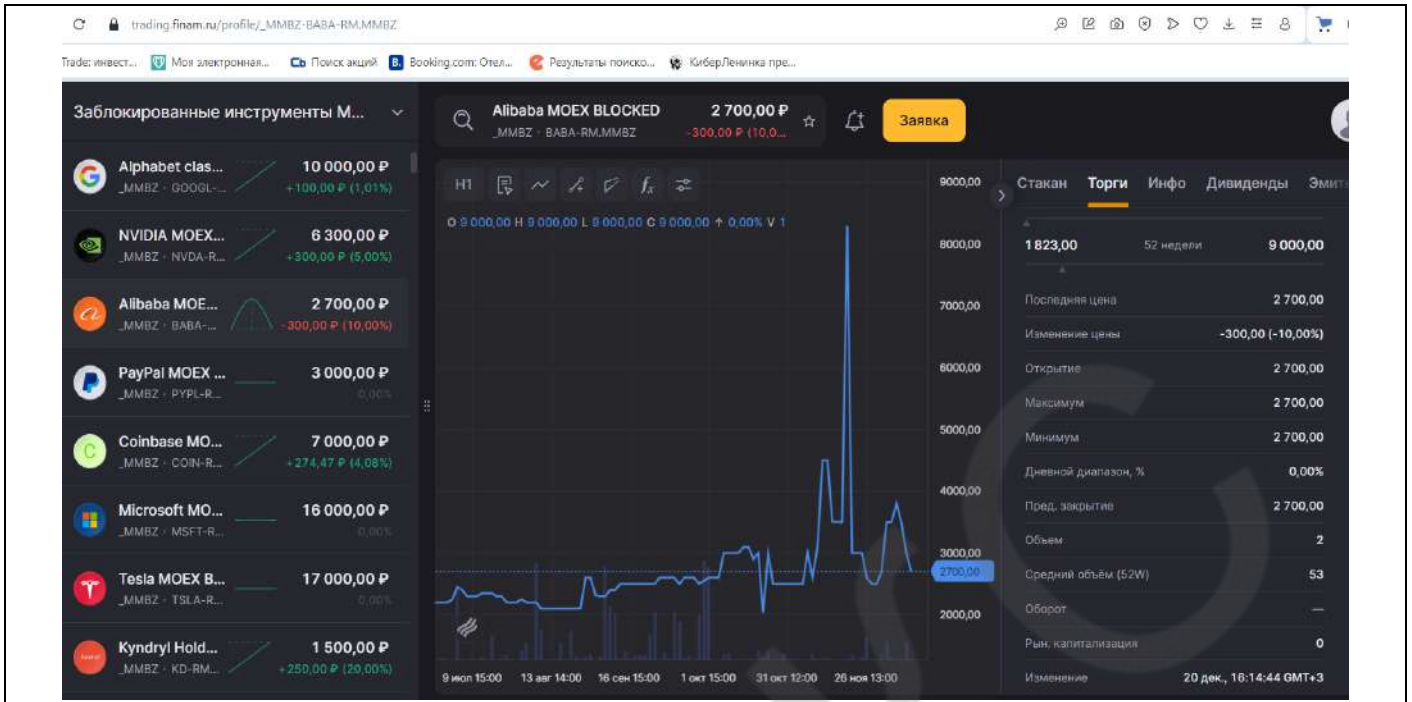 trading.finam.ru/profile/_MMBZ-BABA-RM.MMBZ
Trade: инвест... Моя электронная... Сb Поиск акций B. Booking.com: Отел... Результаты поиско... КиберЛенинка пре...
Заблокированные инструменты М...
Alphabet clas... 10 000,00 ₽
_MMBZ · GOOGL-... +100,00 ₽ (1,01%)
NVIDIA MOEX... 6 300,00 ₽
_MMBZ · NVDA-R... +300,00 ₽ (5,00%)
Alibaba MOE... 2 700,00 ₽
_MMBZ · BABA-... -300,00 ₽ (10,00%)
PayPal MOEX ... 3 000,00 ₽
_MMBZ · PYPL-R... 0,00%
Coinbase MO... 7 000,00 ₽
_MMBZ · COIN-R... +274,47 ₽ (4,08%)
Microsoft MO... 16 000,00 ₽
_MMBZ · MSFT-R... 0,00%
Tesla MOEX B... 17 000,00 ₽
_MMBZ · TSLA-R... 0,00%
Kyndryl Hold... 1 500,00 ₽
_MMBZ · KD-RM... +250,00 ₽ (20,00%)
Alibaba MOEX BLOCKED 2 700,00 ₽
_MMBZ · BABA-RM.MMBZ -300,00 ₽ (10,0...
Заявка
H1
O 9 000,00 H 9 000,00 L 9 000,00 C 9 000,00 ↑ 0,00% V 1
9000,00
8000,00
7000,00
6000,00
5000,00
4000,00
3000,00
2700,00
2000,00
9 июл 15:00 13 авг 14:00 16 сен 15:00 1 окт 15:00 31 окт 12:00 26 ноя 13:00
Стакан Торги Инфо Дивиденды Эмит
1 823,00 52 недели 9 000,00
Последняя цена 2 700,00
Изменение цены -300,00 (-10,00%)
Открытие 2 700,00
Максимум 2 700,00
Минимум 2 700,00
Дневной диапазон, % 0,00%
Пред. закрытие 2 700,00
Объем 2
Средний объём (52W) 53
Оборот —
Рын. капитализация 0
Изменение 20 дек., 16:14:44 GMT+3